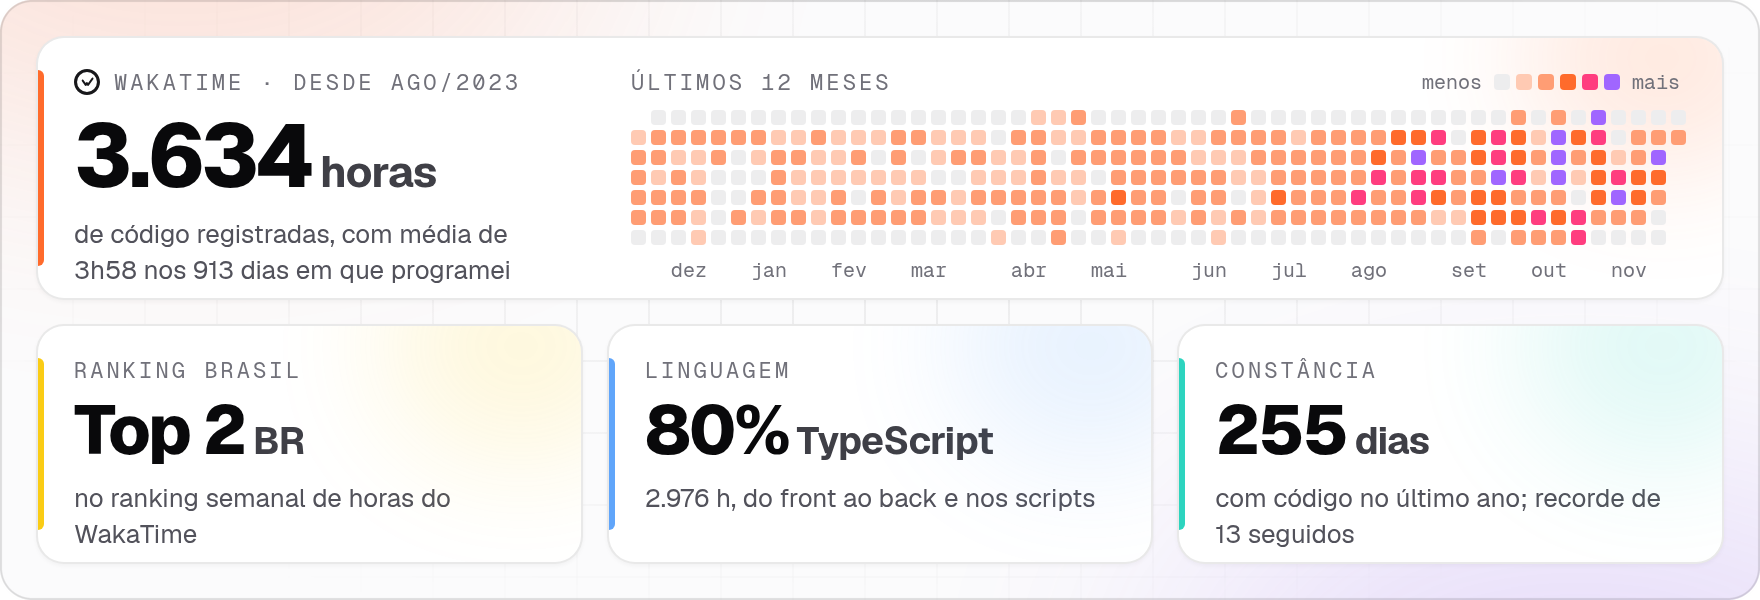 WAKATIME · DESDE AGO/2023
3.634 horas
de código registradas, com média de
3h58 nos 913 dias em que programei
ÚLTIMOS 12 MESES
menos mais
dez jan fev mar abr mai jun jul ago set out nov
RANKING BRASIL
Top 2 BR
no ranking semanal de horas do
WakaTime
LINGUAGEM
80% TypeScript
2.976 h, do front ao back e nos scripts
CONSTÂNCIA
255 dias
com código no último ano; recorde de
13 seguidos